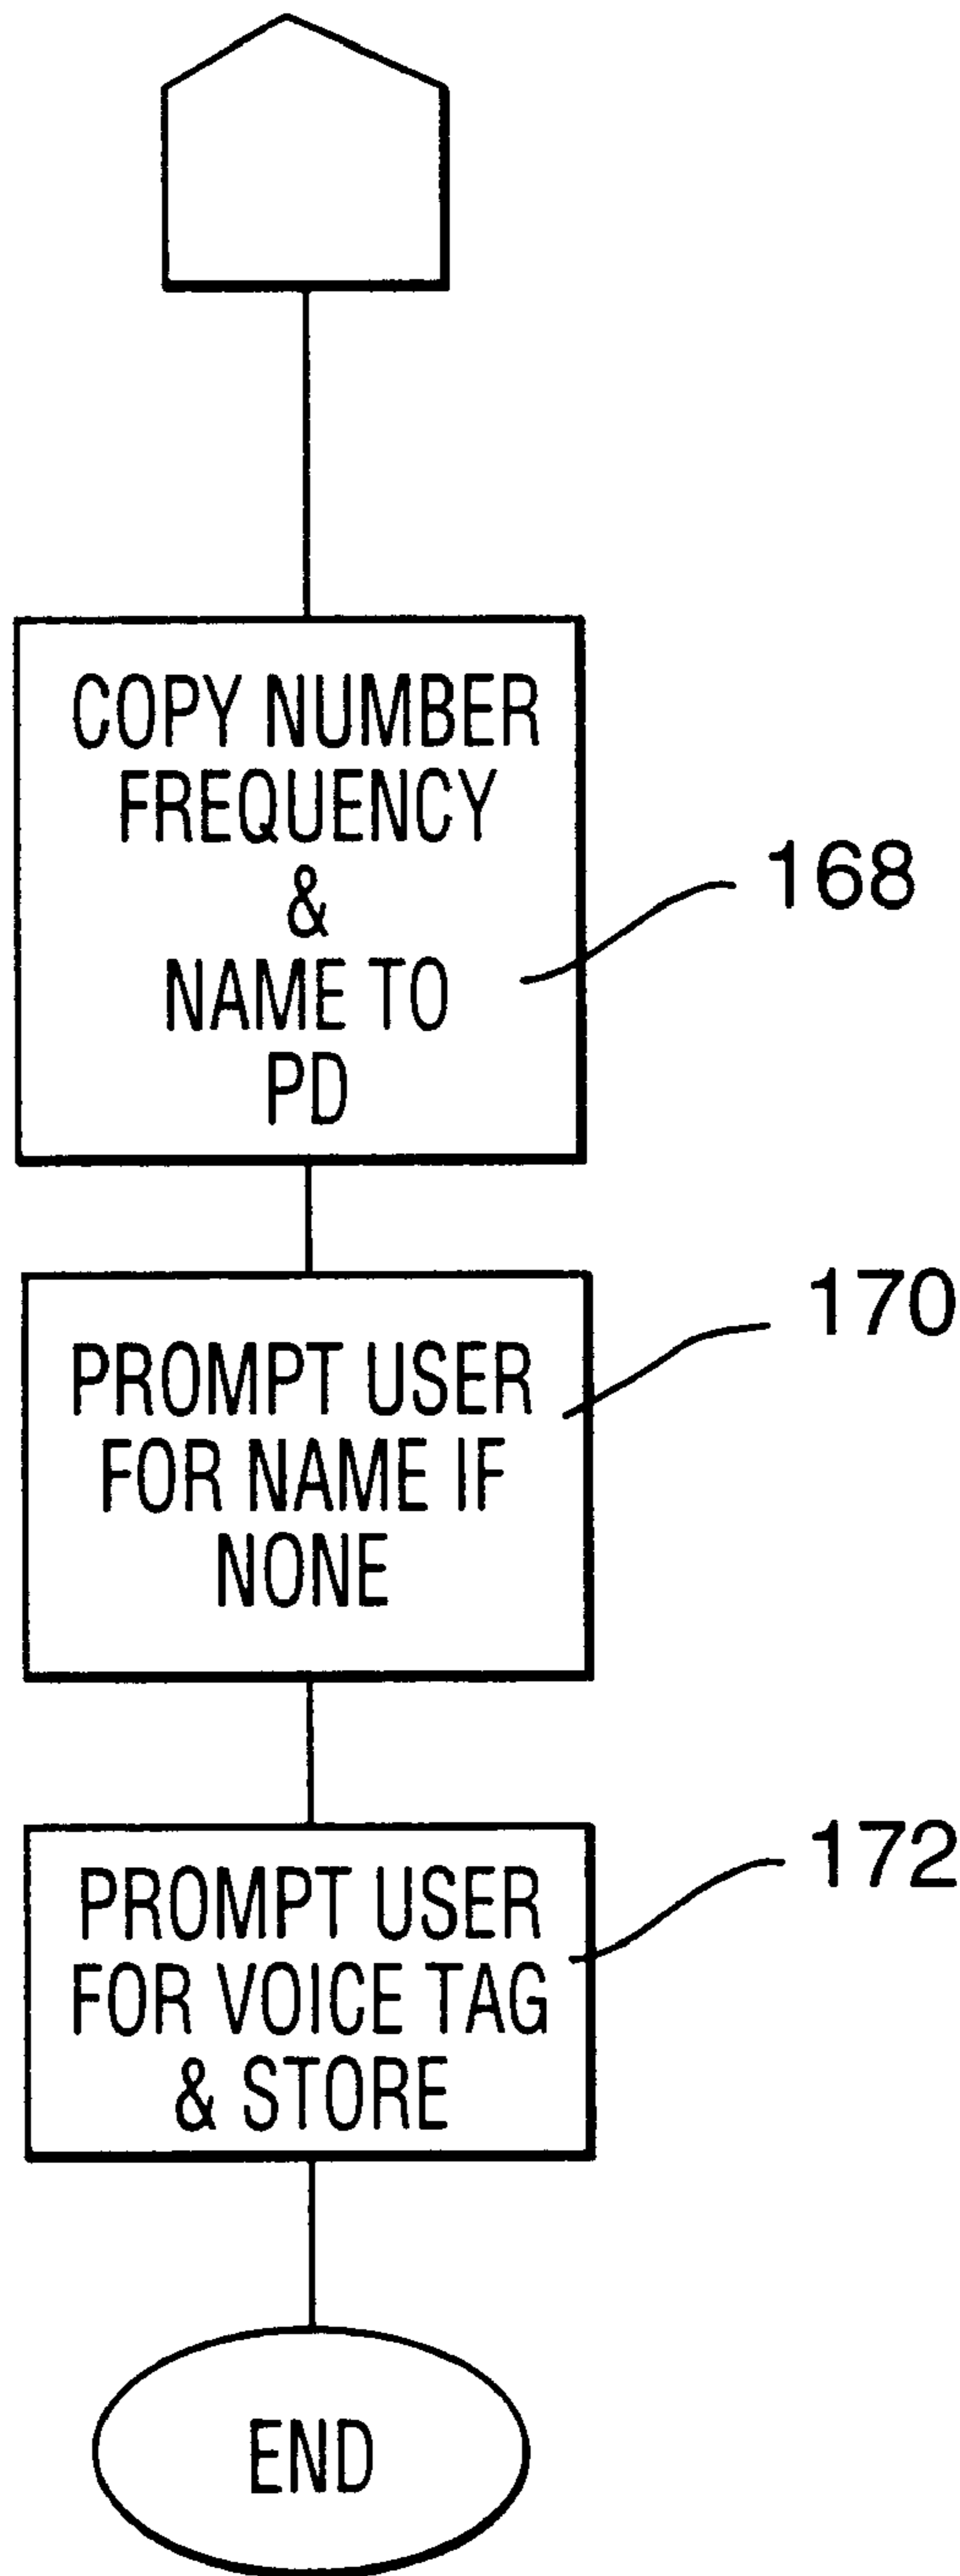 COPY NUMBER
FREQUENCY
&
NAME TO
PD
168
PROMPT USER
FOR NAME IF
NONE
170
PROMPT USER
FOR VOICE TAG
& STORE
172
END